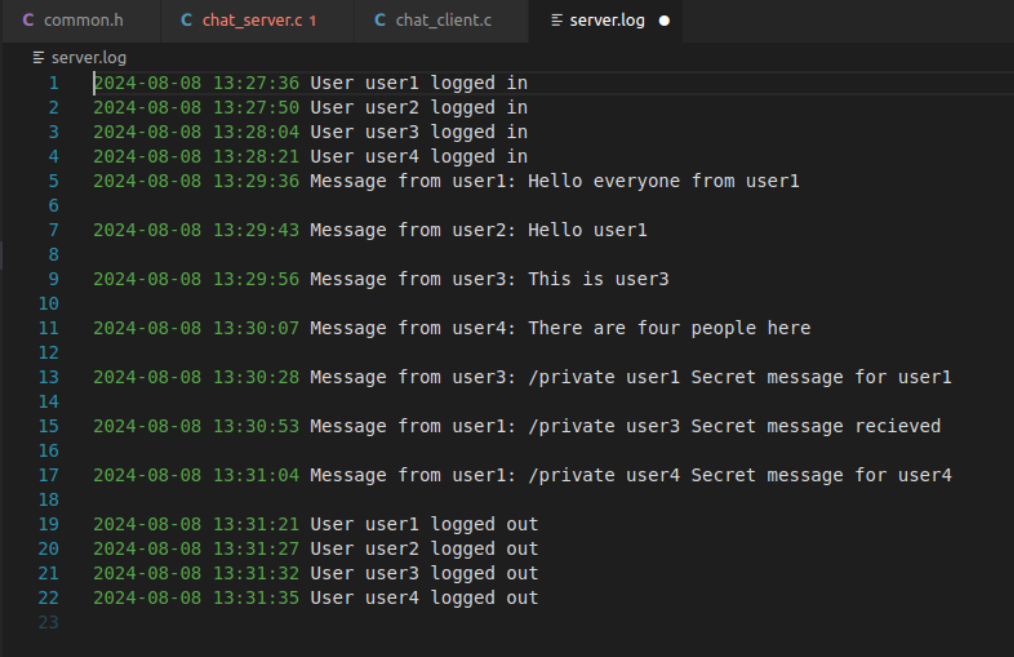 C common.h C chat_server.c 1 C chat_client.c server.log
server.log
1 2024-08-08 13:27:36 User user1 logged in
2 2024-08-08 13:27:50 User user2 logged in
3 2024-08-08 13:28:04 User user3 logged in
4 2024-08-08 13:28:21 User user4 logged in
5 2024-08-08 13:29:36 Message from user1: Hello everyone from user1
6
7 2024-08-08 13:29:43 Message from user2: Hello user1
8
9 2024-08-08 13:29:56 Message from user3: This is user3
10
11 2024-08-08 13:30:07 Message from user4: There are four people here
12
13 2024-08-08 13:30:28 Message from user3: /private user1 Secret message for user1
14
15 2024-08-08 13:30:53 Message from user1: /private user3 Secret message recieved
16
17 2024-08-08 13:31:04 Message from user1: /private user4 Secret message for user4
18
19 2024-08-08 13:31:21 User user1 logged out
20 2024-08-08 13:31:27 User user2 logged out
21 2024-08-08 13:31:32 User user3 logged out
22 2024-08-08 13:31:35 User user4 logged out
23